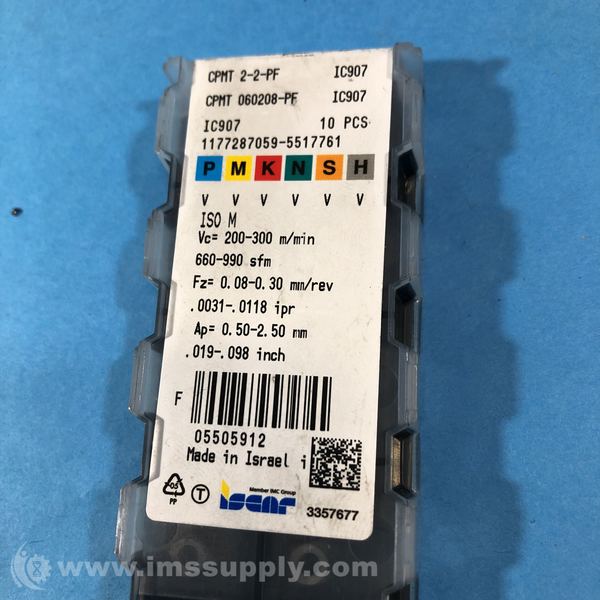 CPMT 2-2-PF IC907
CPMT 060208-PF IC907
IC907 10 PCS
1177287059-5517761
P M K N S H
V V V V V V
ISO M
Vc= 200-300 m/min
660-990 sfm
Fz= 0.08-0.30 mm/rev
.0031-.0118 ipr
Ap= 0.50-2.50 mm
.019-.098 inch
F
05505912
Made in Israel i
Member IMC Group
iscar
05
PP
T
3357677
www.imssupply.com